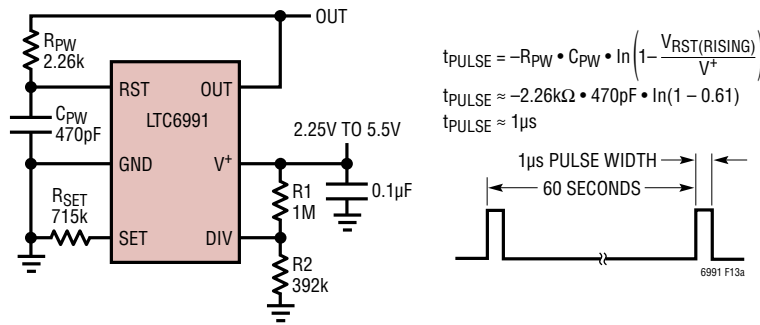 OUT
RPW
2.26k
CPW
470pF
RSET
715k
RST
OUT
LTC6991
GND
V+
SET
DIV
2.25V TO 5.5V
R1
1M
0.1µF
R2
392k
tPULSE = –RPW • CPW • In(1– VRST(RISING) / V+)
tPULSE ≈ –2.26kΩ • 470pF • In(1 – 0.61)
tPULSE ≈ 1µs
1µs PULSE WIDTH
60 SECONDS
6991 F13a